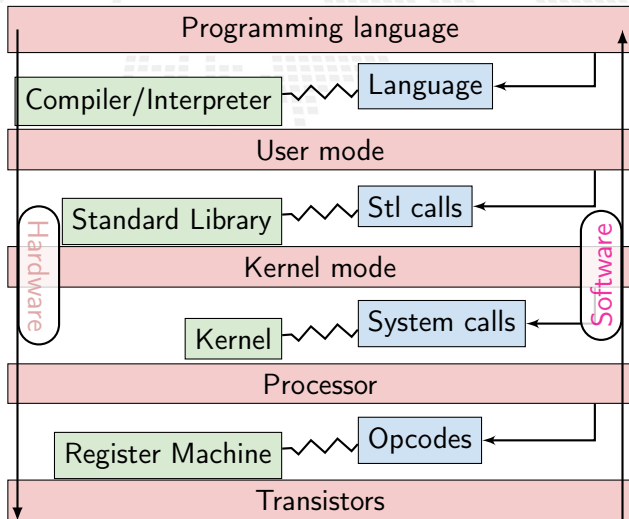 Programming language
Language
Compiler/Interpreter
User mode
Stl calls
Standard Library
Hardware
Software
Kernel mode
System calls
Kernel
Processor
Opcodes
Register Machine
Transistors